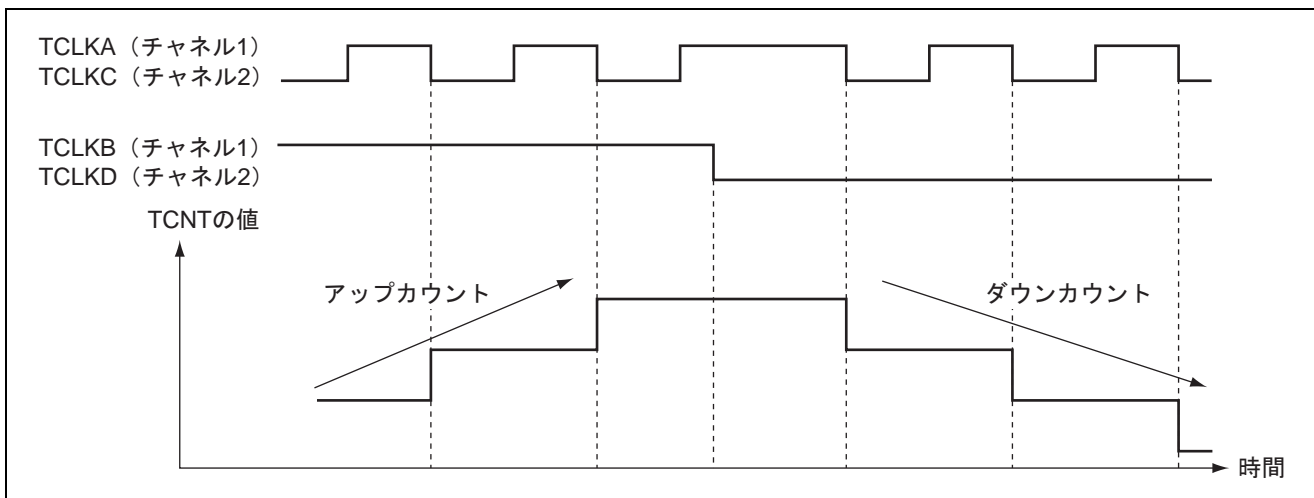 TCLKA（チャネル1）
TCLKC（チャネル2）
TCLKB（チャネル1）
TCLKD（チャネル2）
TCNTの値
アップカウント
ダウンカウント
時間